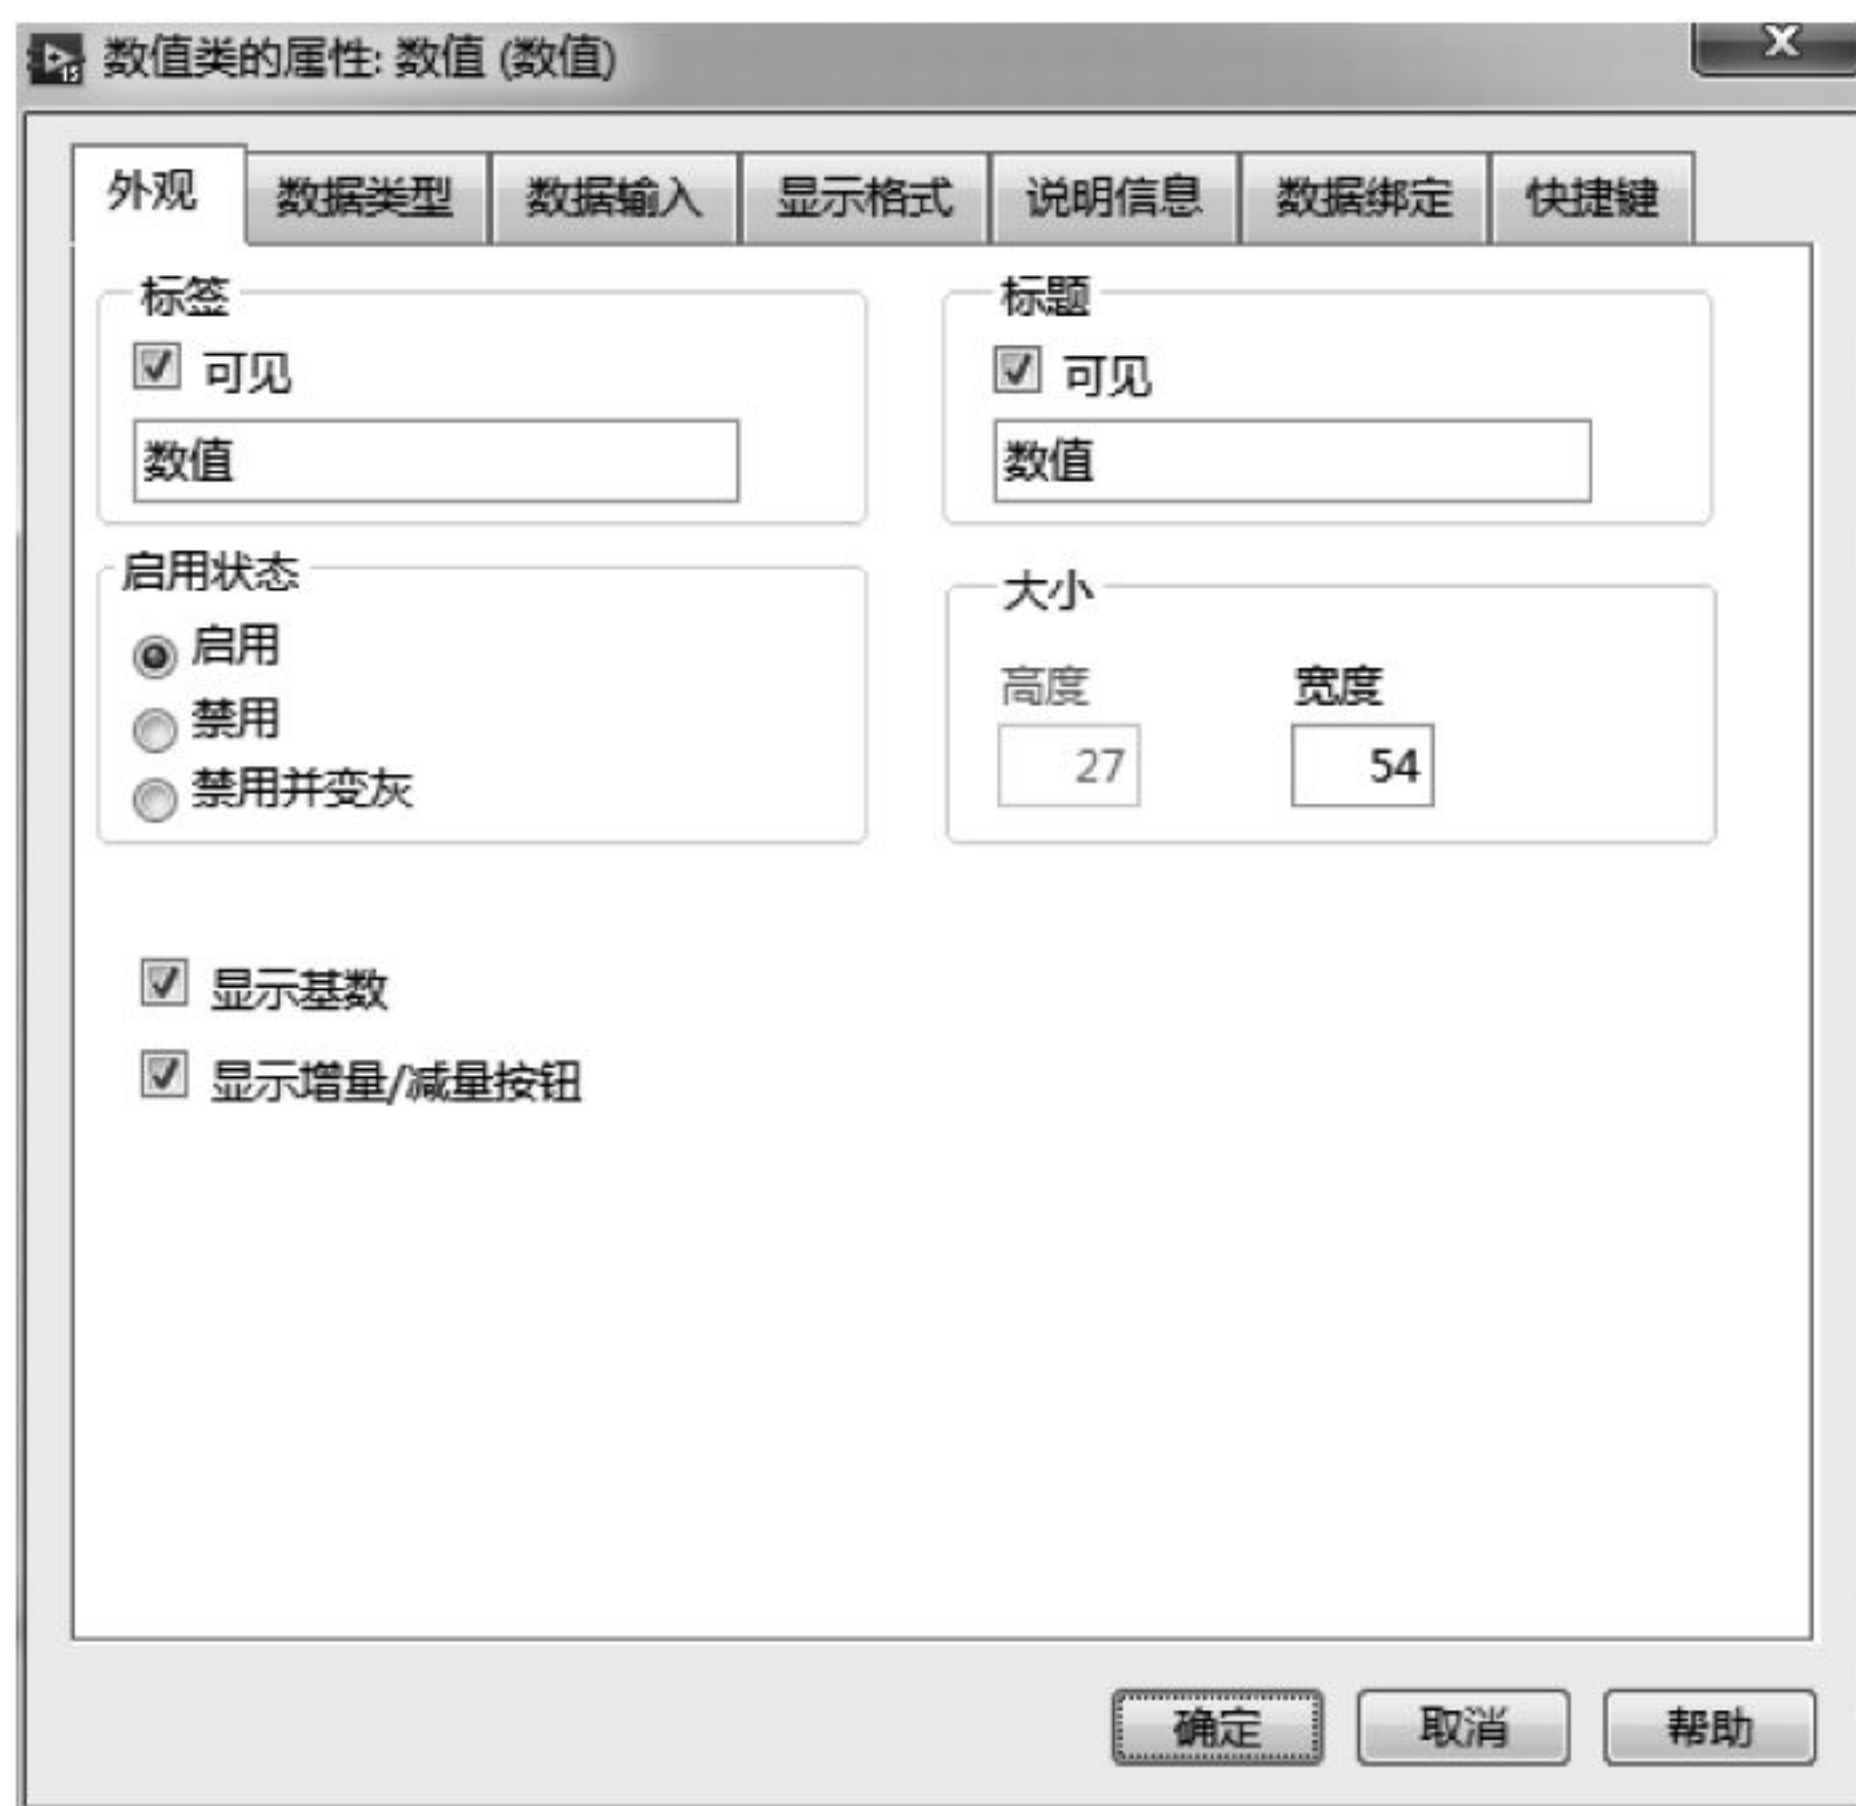 数值类的属性: 数值 (数值)
外观 数据类型 数据输入 显示格式 说明信息 数据绑定 快捷键
标签 标题
可见 可见
数值 数值
启用状态 大小
启用
禁用
禁用并变灰
高度 宽度
27 54
显示基数
显示增量/减量按钮
确定 取消 帮助